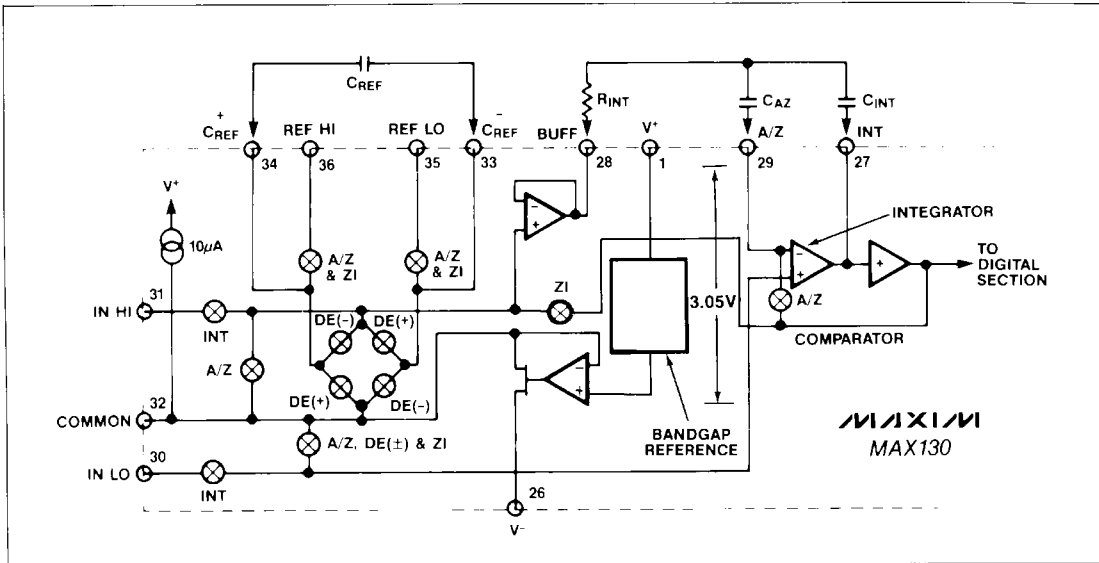 CREF
RINT
CAZ
CINT
+
CREF
REF HI
REF LO
-
CREF
BUFF
V+
A/Z
INT
34
36
35
33
28
1
29
27
V+
10µA
A/Z
& ZI
A/Z
& ZI
INTEGRATOR
-
+
-
+
+
TO
DIGITAL
SECTION
31
IN HI
INT
DE(-)
DE(+)
ZI
3.05V
A/Z
COMPARATOR
A/Z
-
+
32
COMMON
DE(+)
DE(-)
A/Z, DE(±) & ZI
BANDGAP
REFERENCE
MAXIM
MAX130
30
IN LO
INT
26
V-